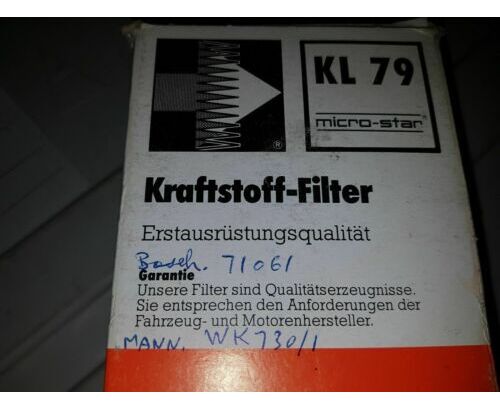 KL 79
micro-star®
®
Kraftstoff-Filter
Erstausrüstungsqualität
Bosch. 71061
Garantie
Unsere Filter sind Qualitätserzeugnisse.
Sie entsprechen den Anforderungen der
Fahrzeug- und Motorenhersteller.
MANN. WK730/1